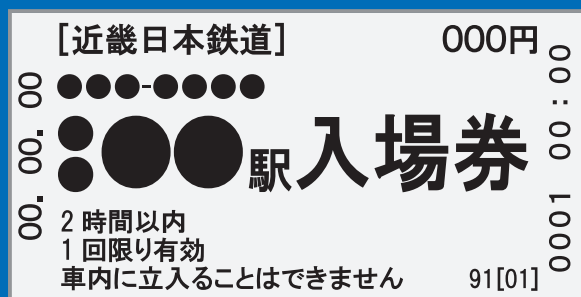 [近畿日本鉄道] 000円
●●●-●●●●
:●●駅入場券
2時間以内
1回限り有効
車内に立入ることはできません 91[01]
00.00.00
0001 00:00